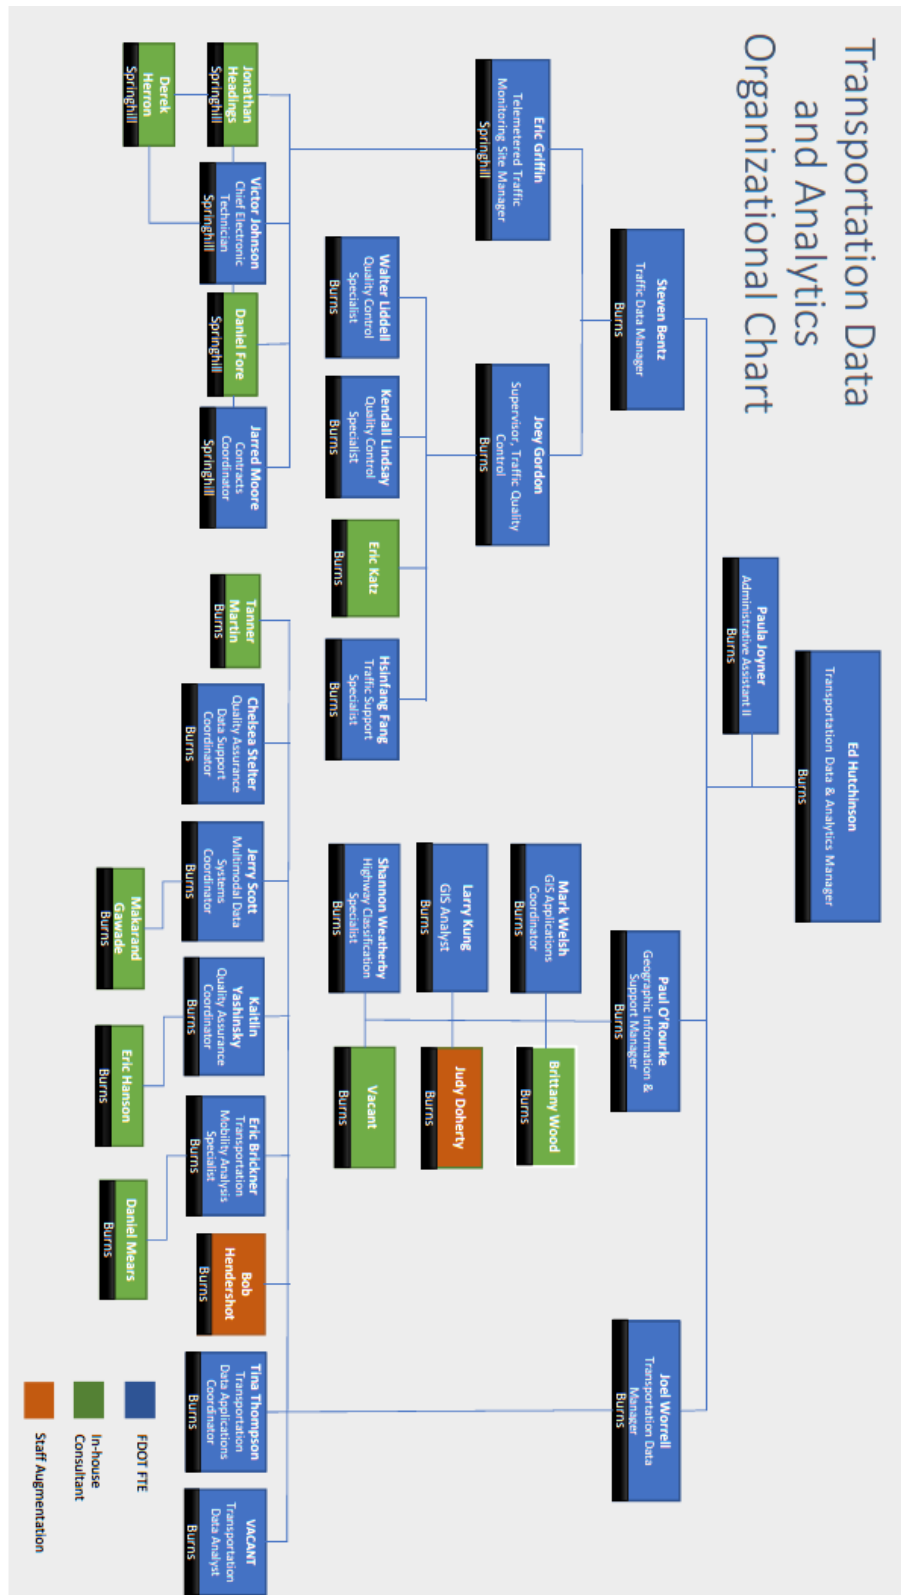 Transportation Data
and Analytics
Organizational Chart
Ed Hutchinson
Transportation Data & Analytics Manager
Burns
Paula Joyner
Administrative Assistant II
Burns
Steven Bentz
Traffic Data Manager
Burns
Paul O'Rourke
Geographic Information &
Support Manager
Burns
Joel Worrell
Transportation Data
Manager
Burns
Eric Griffin
Telemetered Traffic
Monitoring Site Manager
Springhill
Joey Gordon
Supervisor, Traffic Quality
Control
Burns
Mark Welsh
GIS Applications
Coordinator
Burns
Brittany Wood
Burns
Larry Kung
GIS Analyst
Burns
Judy Doherty
Burns
Shannon Weatherby
Highway Classification
Specialist
Burns
Vacant
Burns
Walter Liddell
Quality Control
Specialist
Burns
Kendall Lindsay
Quality Control
Specialist
Burns
Eric Katz
Burns
Hsinfang Fang
Traffic Support
Specialist
Burns
Jonathan
Headings
Springhill
Victor Johnson
Chief Electronic
Technician
Springhill
Daniel Fore
Springhill
Jarred Moore
Contracts
Coordinator
Springhill
Derek
Herron
Springhill
Tanner
Martin
Burns
Chelsea Stelter
Quality Assurance
Data Support
Coordinator
Burns
Jerry Scott
Multimodal Data
Systems
Coordinator
Burns
Kaitlin
Yashinsky
Quality Assurance
Coordinator
Burns
Eric Brickner
Transportation
Mobility Analysis
Specialist
Burns
Bob
Hendershot
Burns
Tina Thompson
Transportation
Data Applications
Coordinator
Burns
VACANT
Transportation
Data Analyst
Burns
Makarand
Gawade
Burns
Eric Hanson
Burns
Daniel Mears
Burns
FDOT FTE
In-house
Consultant
Staff Augmentation